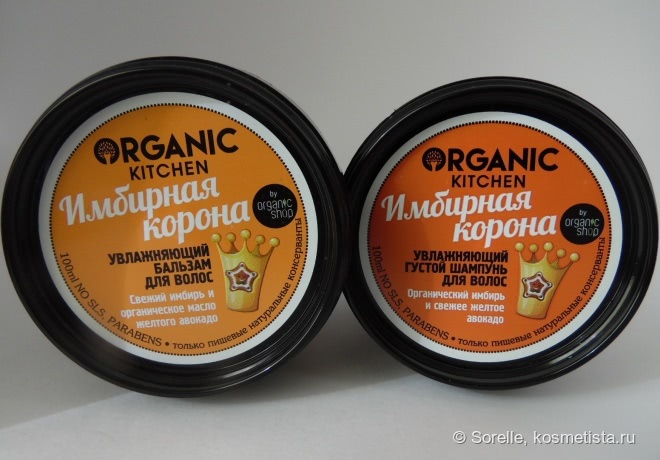 ORGANIC
KITCHEN
Имбирная
корона
by
organic
shop
УВЛАЖНЯЮЩИЙ
БАЛЬЗАМ
ДЛЯ ВОЛОС
Свежий имбирь и
органическое масло
желтого авокадо
100ml NO SLS, PARABENS • только пищевые натуральные консерванты
ORGANIC
KITCHEN
Имбирная
корона
by
organic
shop
УВЛАЖНЯЮЩИЙ
ГУСТОЙ ШАМПУНЬ
ДЛЯ ВОЛОС
Органический имбирь
и свежее желтое
авокадо
100ml NO SLS, PARABENS • только пищевые натуральные консерванты
© Sorelle, kosmetista.ru